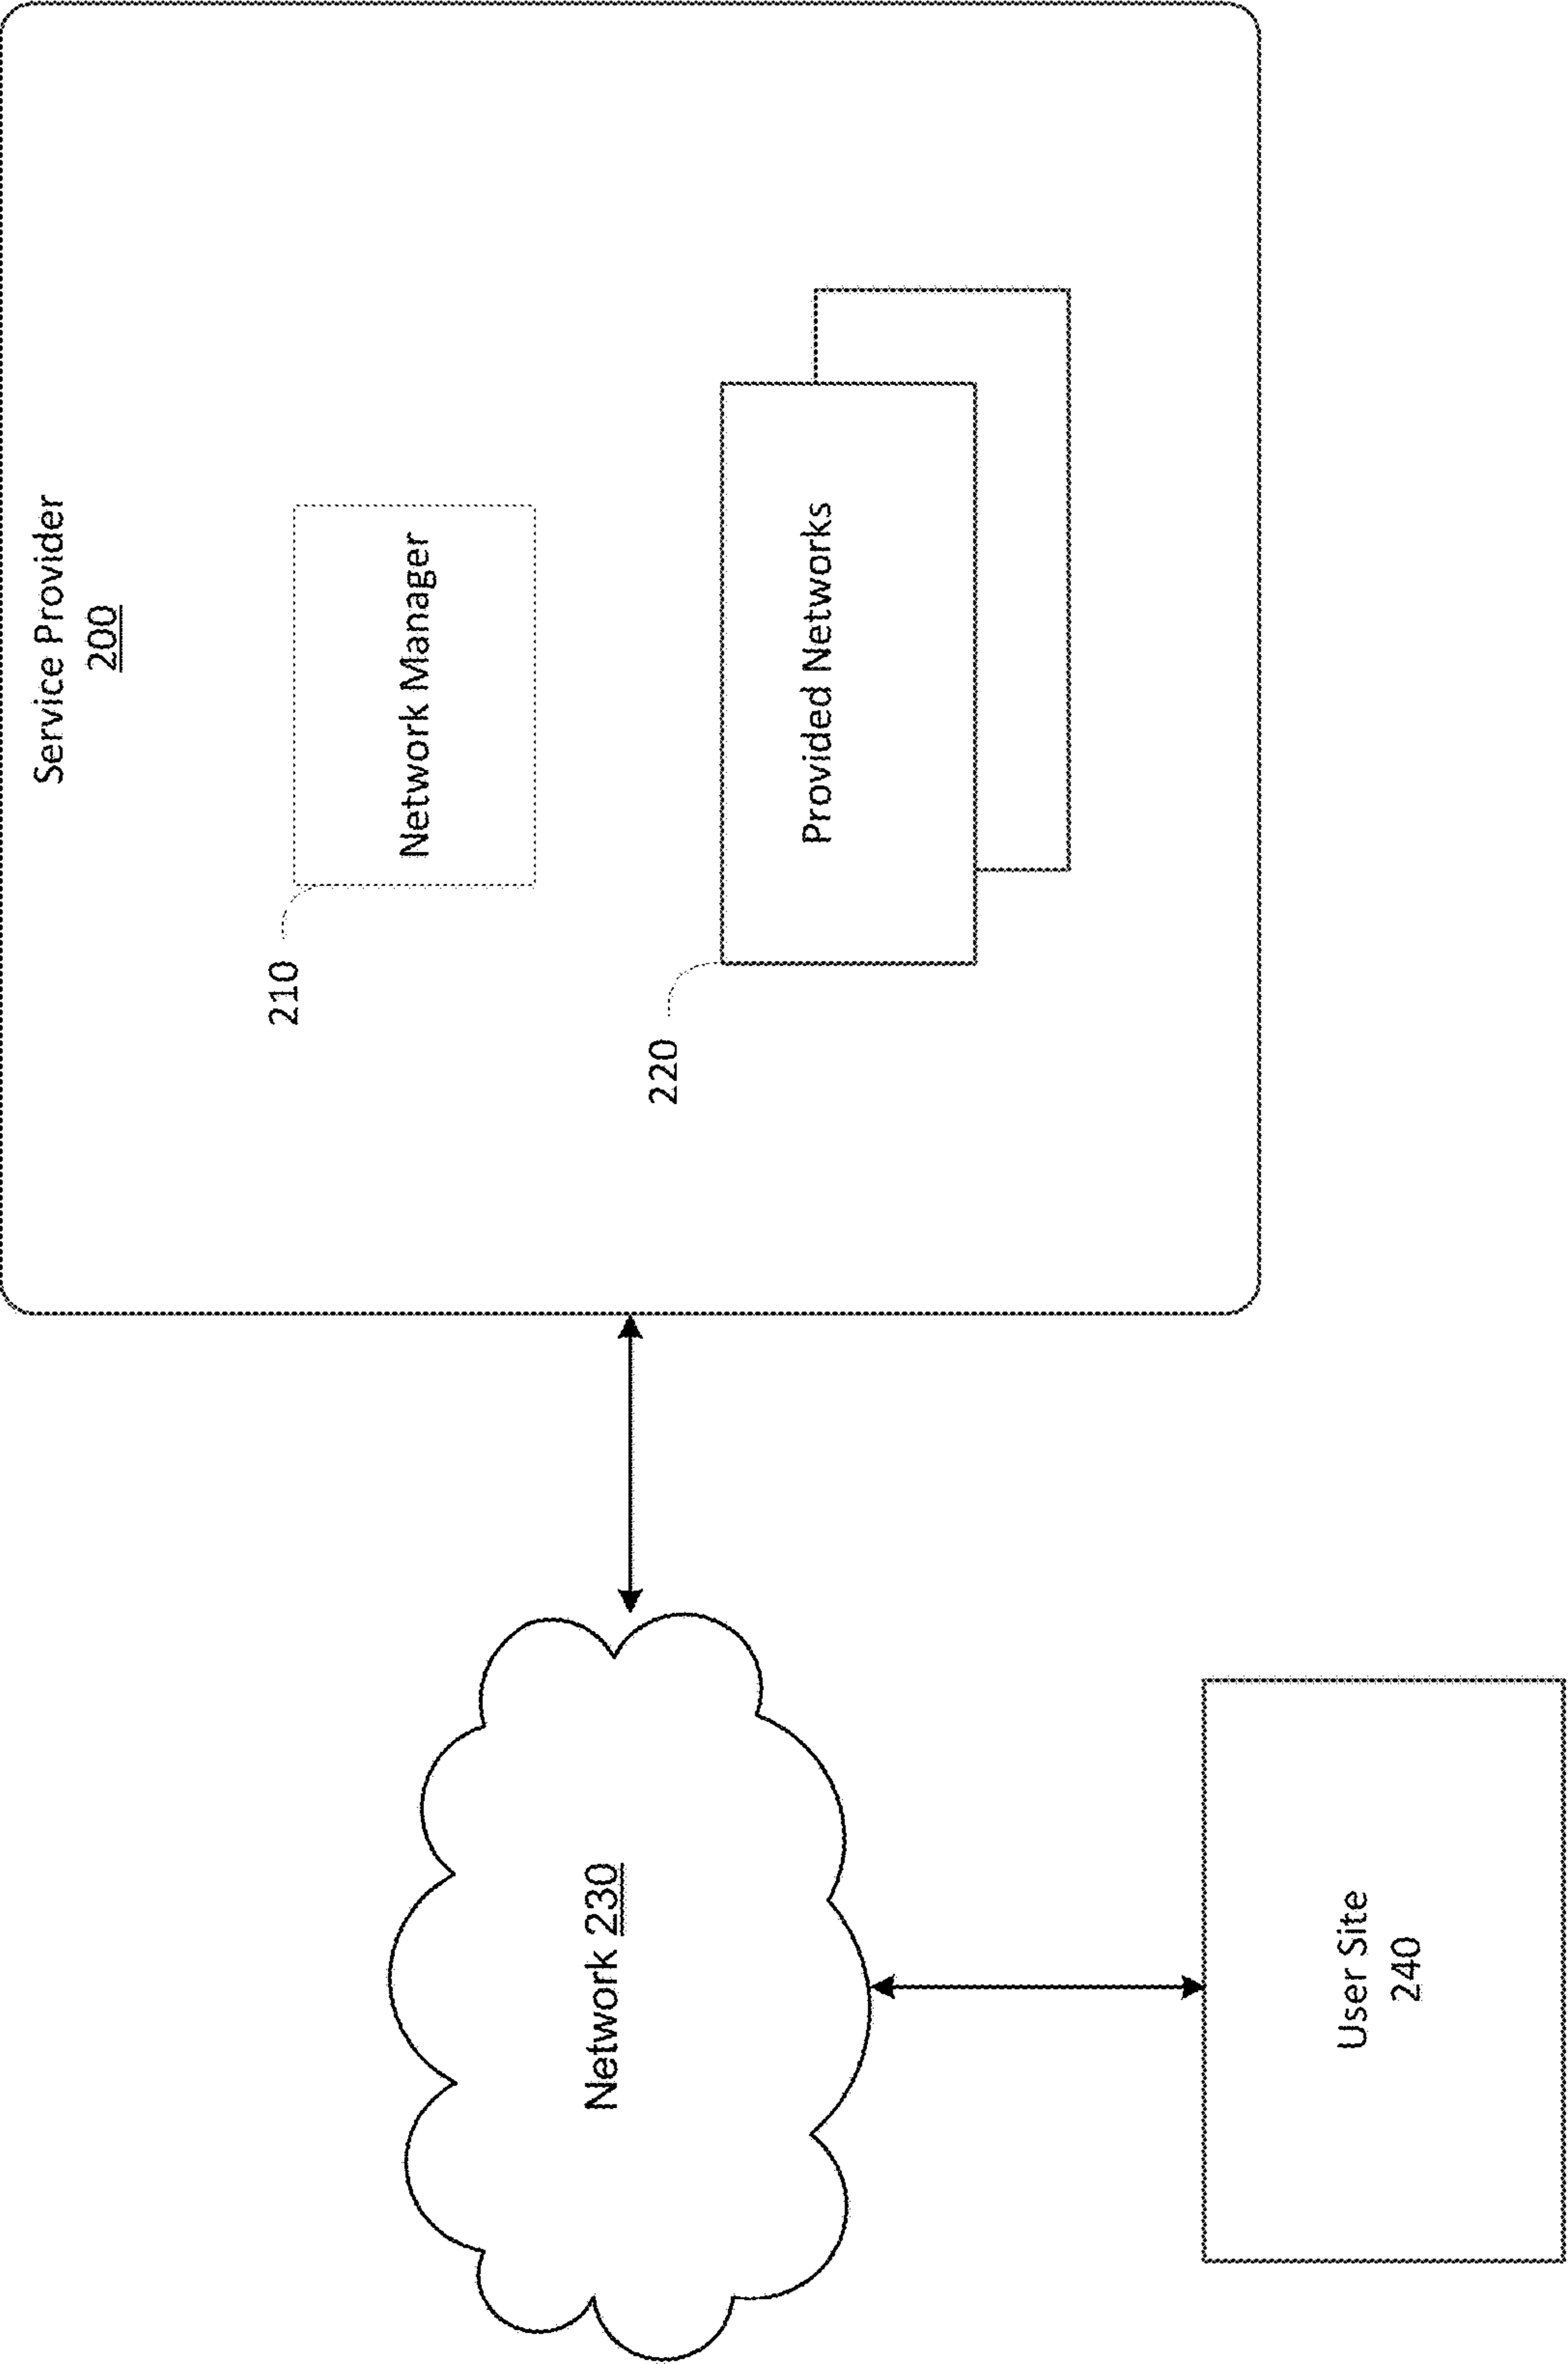 Service Provider
200
210
Network Manager
220
Provided Networks
Network 230
User Site
240